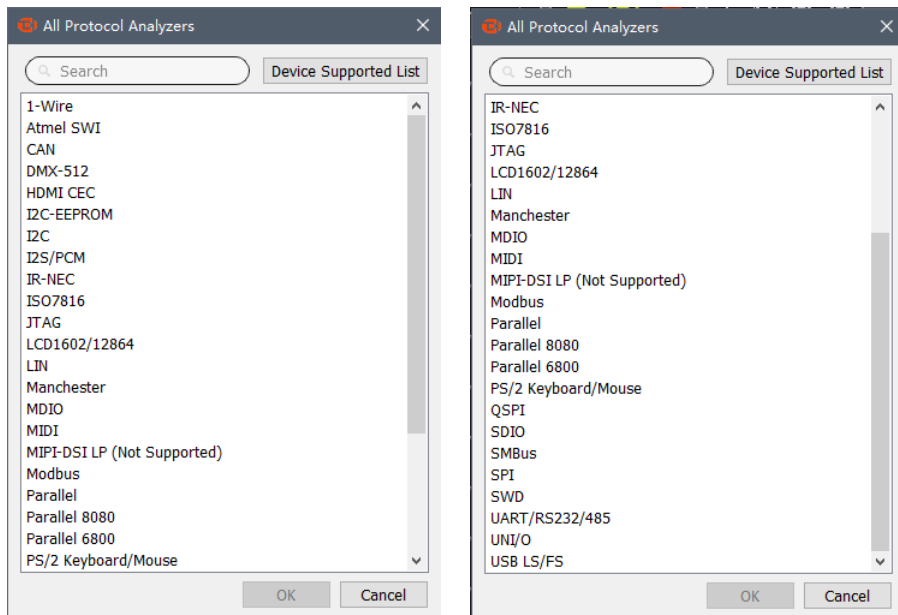 All Protocol Analyzers
Search
Device Supported List
1-Wire
Atmel SWI
CAN
DMX-512
HDMI CEC
I2C-EEPROM
I2C
I2S/PCM
IR-NEC
ISO7816
JTAG
LCD1602/12864
LIN
Manchester
MDIO
MIDI
MIPI-DSI LP (Not Supported)
Modbus
Parallel
Parallel 8080
Parallel 6800
PS/2 Keyboard/Mouse
OK
Cancel
All Protocol Analyzers
Search
Device Supported List
IR-NEC
ISO7816
JTAG
LCD1602/12864
LIN
Manchester
MDIO
MIDI
MIPI-DSI LP (Not Supported)
Modbus
Parallel
Parallel 8080
Parallel 6800
PS/2 Keyboard/Mouse
QSPI
SDIO
SMBus
SPI
SWD
UART/RS232/485
UNI/O
USB LS/FS
OK
Cancel